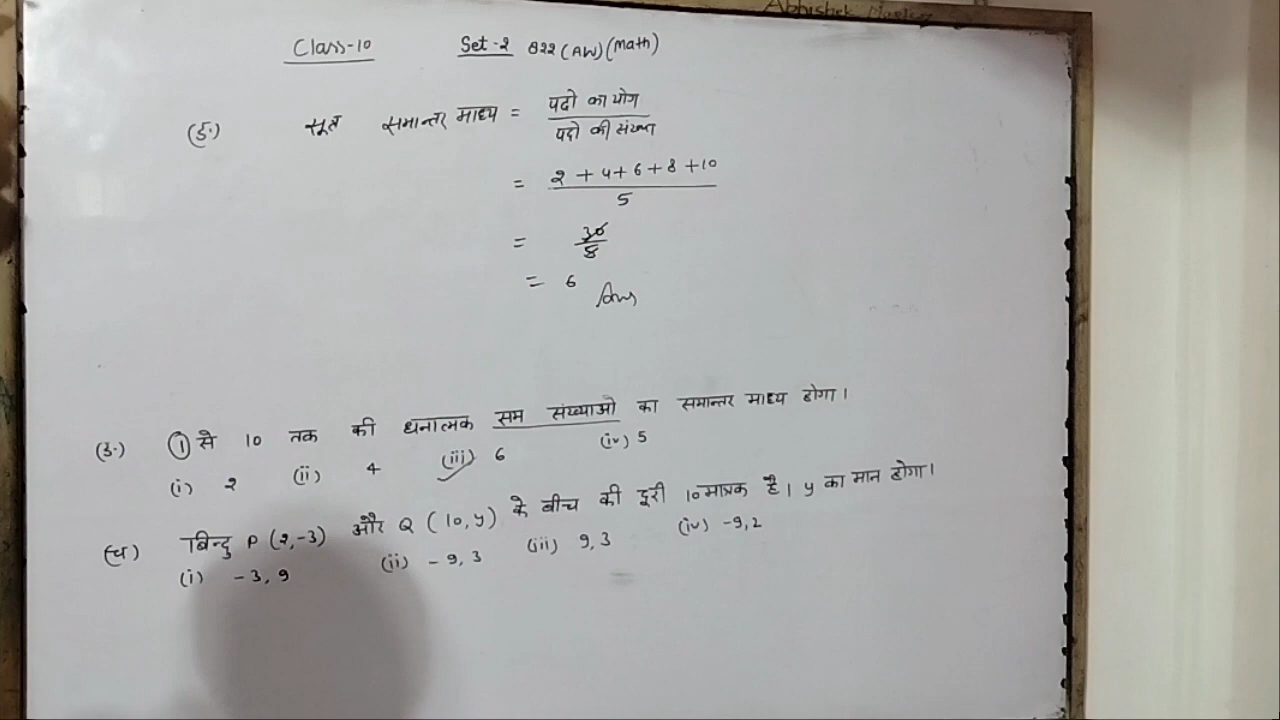 Abhishek
Class-10 Set-2 822 (AW) (Math)
(ङ) सूत्र समान्तर माध्य = पदो का योग / पदो की संख्या
= 2 + 4 + 6 + 8 + 10 / 5
= 30 / 5
= 6 Ans
(ङ) 1 से 10 तक की धनात्मक सम संख्याओ का समान्तर माध्य होगा।
(i) 2 (ii) 4 (iii) 6 (iv) 5
(च) बिन्दु P (2,-3) और Q (10,y) के बीच की दूरी 10 मात्रक है। y का मान होगा।
(i) -3, 9 (ii) -9, 3 (iii) 9, 3 (iv) -9, 2